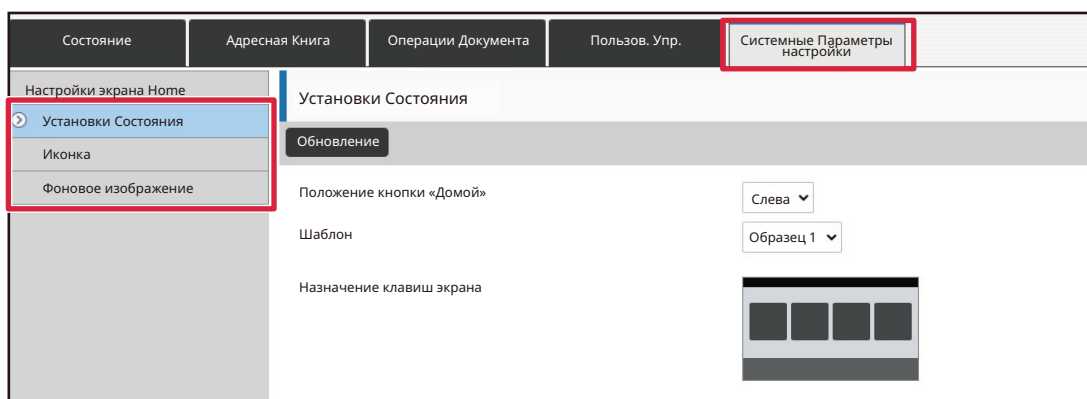 Состояние
Адресная Книга
Операции Документа
Пользов. Упр.
Системные Параметры
настройки
Настройки экрана Home
Установки Состояния
Иконка
Фоновое изображение
Установки Состояния
Обновление
Положение кнопки «Домой»
Слева
Шаблон
Образец 1
Назначение клавиш экрана